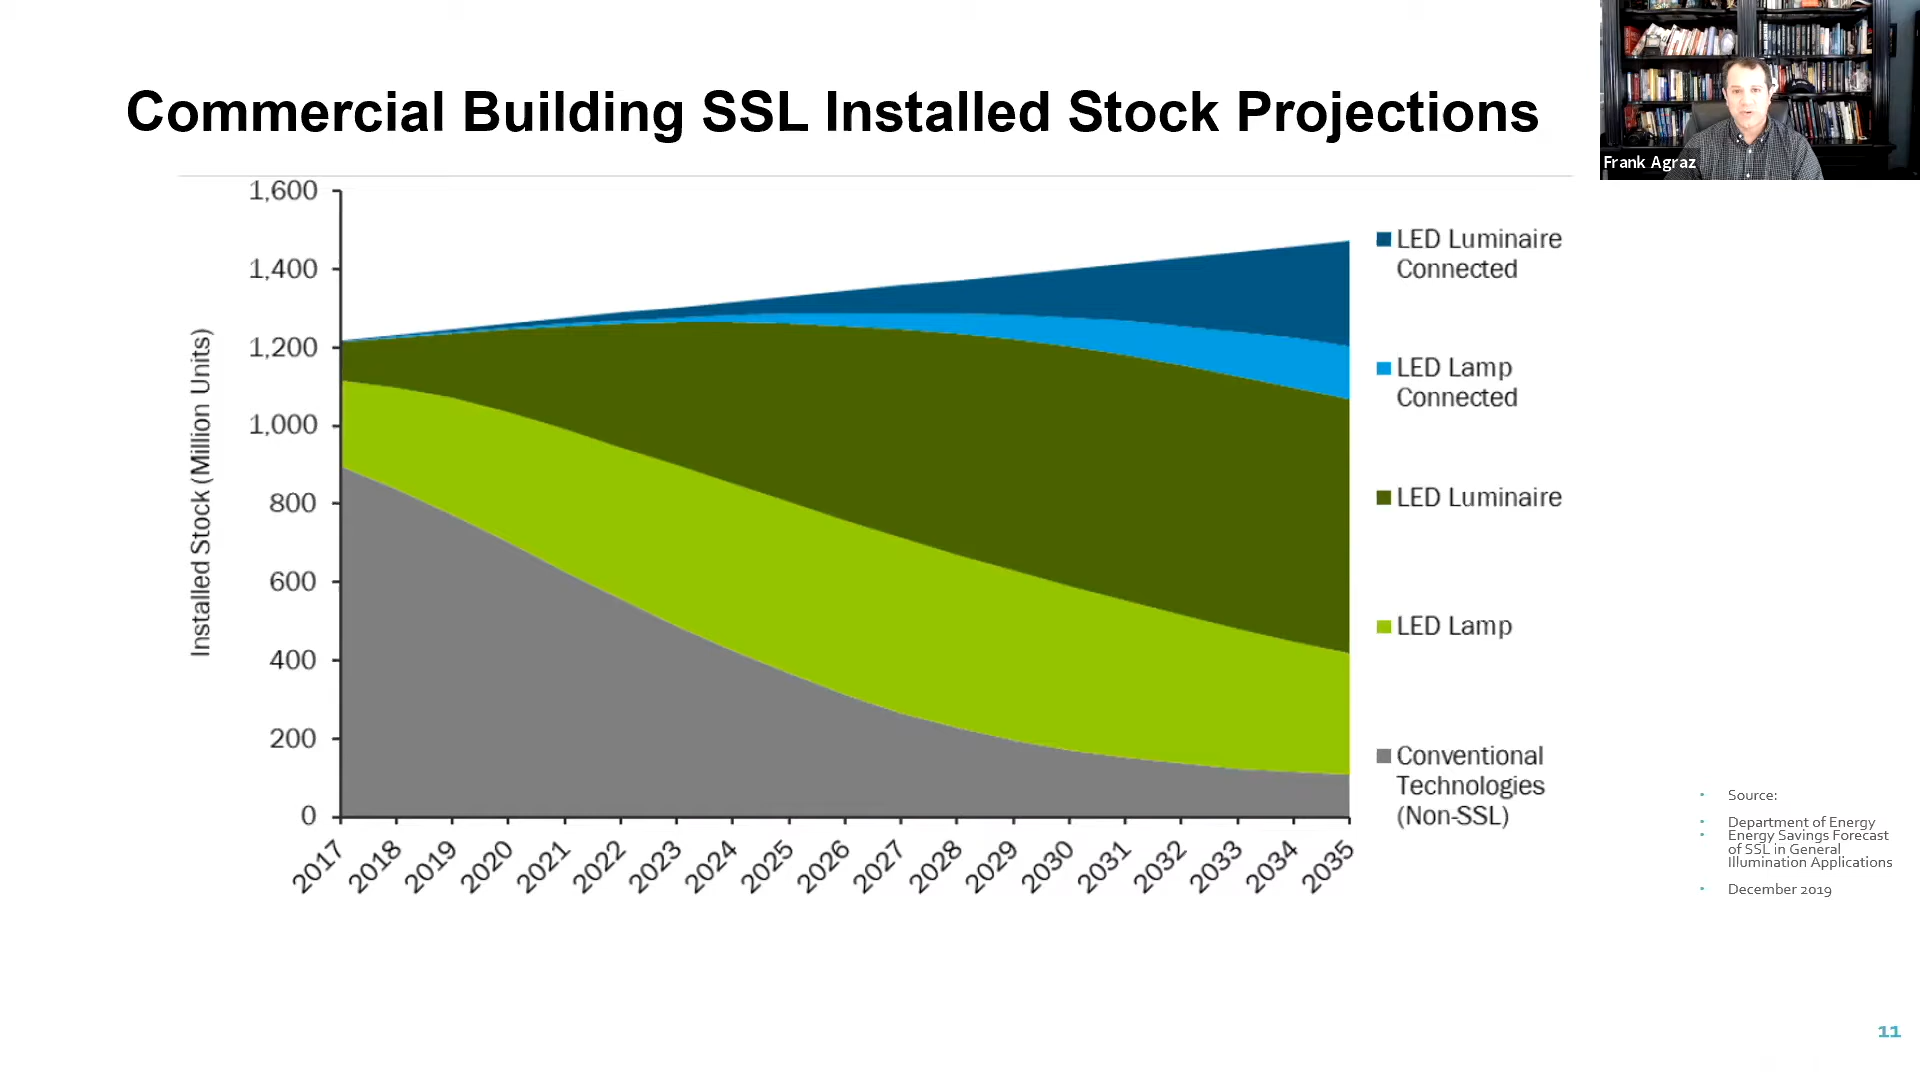 Commercial Building SSL Installed Stock Projections
Frank Agraz
Installed Stock (Million Units)
1,600
1,400
1,200
1,000
800
600
400
200
0
2017
2018
2019
2020
2021
2022
2023
2024
2025
2026
2027
2028
2029
2030
2031
2032
2033
2034
2035
LED Luminaire
Connected
LED Lamp
Connected
LED Luminaire
LED Lamp
Conventional
Technologies
(Non-SSL)
• Source:
• Department of Energy
• Energy Savings Forecast
of SSL in General
Illumination Applications
• December 2019
11